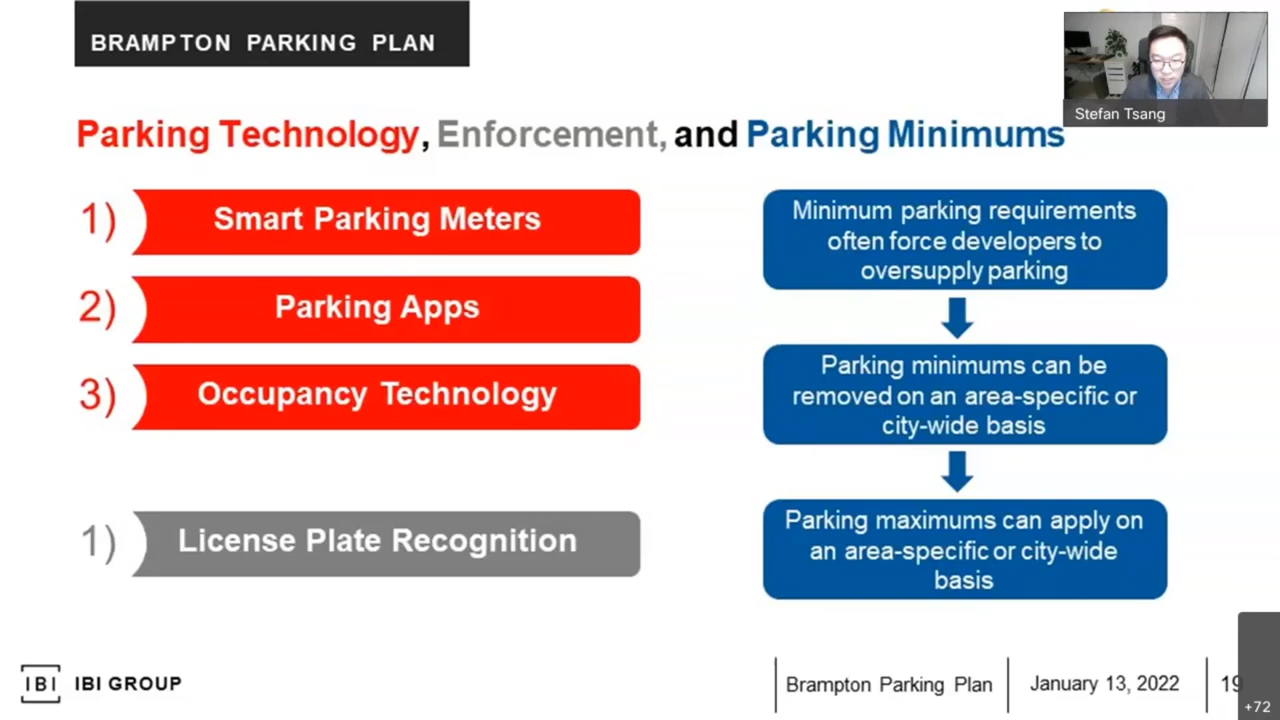 BRAMPTON PARKING PLAN
Stefan Tsang
Parking Technology, Enforcement, and Parking Minimums
1) Smart Parking Meters
2) Parking Apps
3) Occupancy Technology
1) License Plate Recognition
Minimum parking requirements
often force developers to
oversupply parking
Parking minimums can be
removed on an area-specific or
city-wide basis
Parking maximums can apply on
an area-specific or city-wide
basis
IBI IBI GROUP
Brampton Parking Plan
January 13, 2022
19
+72